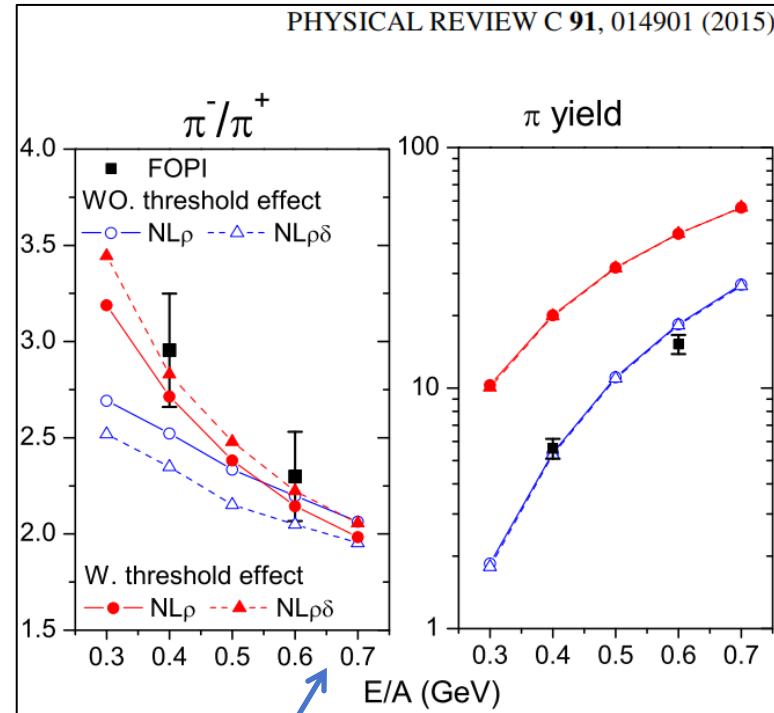 PHYSICAL REVIEW C 91, 014901 (2015)
π⁻/π⁺
π yield
4.0
3.5
3.0
2.5
2.0
1.5
FOPI
WO. threshold effect
NLρ NLρδ
W. threshold effect
NLρ NLρδ
0.3 0.4 0.5 0.6 0.7
100
10
1
0.3 0.4 0.5 0.6 0.7
E/A (GeV)